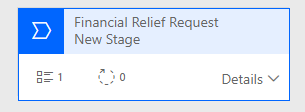 Financial Relief Request
New Stage
1 0 Details